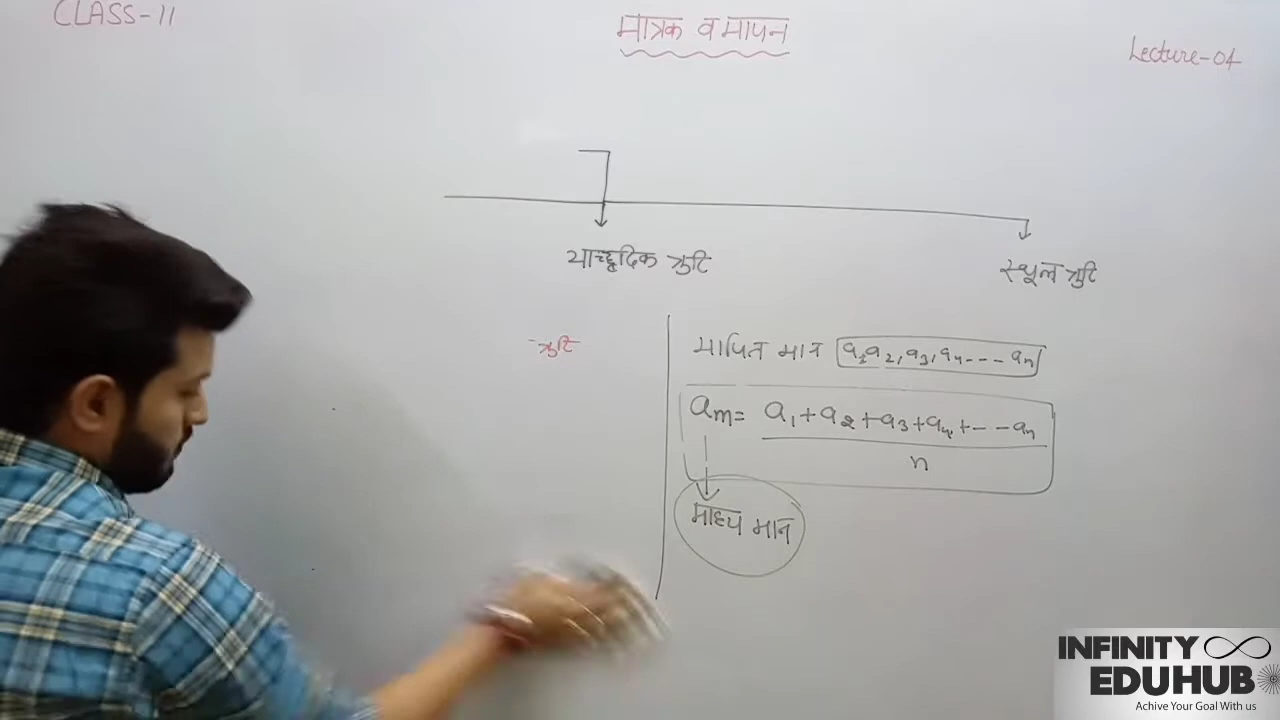 CLASS-11
मात्रक व मापन
Lecture-04
याच्छ्दिक त्रुटि
स्थूल त्रुटि
त्रुटि
मापित मात्र a₁,a₂,a₃,a₄---aₙ
aₘ= a₁+a₂+a₃+a₄+---aₙ
n
माध्य मान
INFINITY
EDUHUB
Achive Your Goal With us